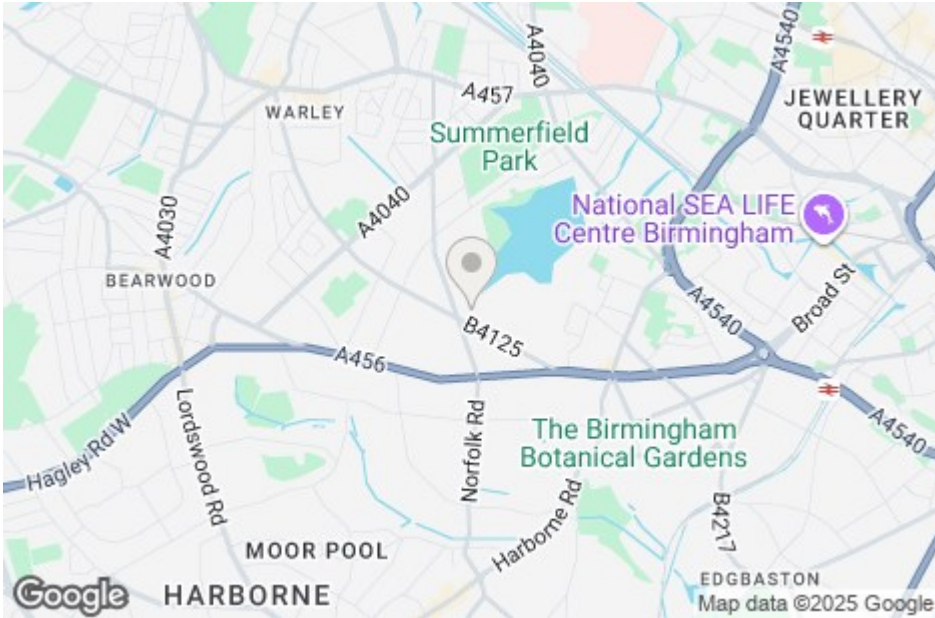 A4040
A4540
A457
WARLEY
JEWELLERY
QUARTER
Summerfield
Park
A4030
A4040
National SEA LIFE
Centre Birmingham
BEARWOOD
Broad St
A4540
B4125
A456
Lordswood Rd
Hagley Rd W
Norfolk Rd
The Birmingham
Botanical Gardens
A4540
B4217
Harborne Rd
MOOR POOL
EDGBASTON
HARBORNE
Google
Map data ©2025 Google